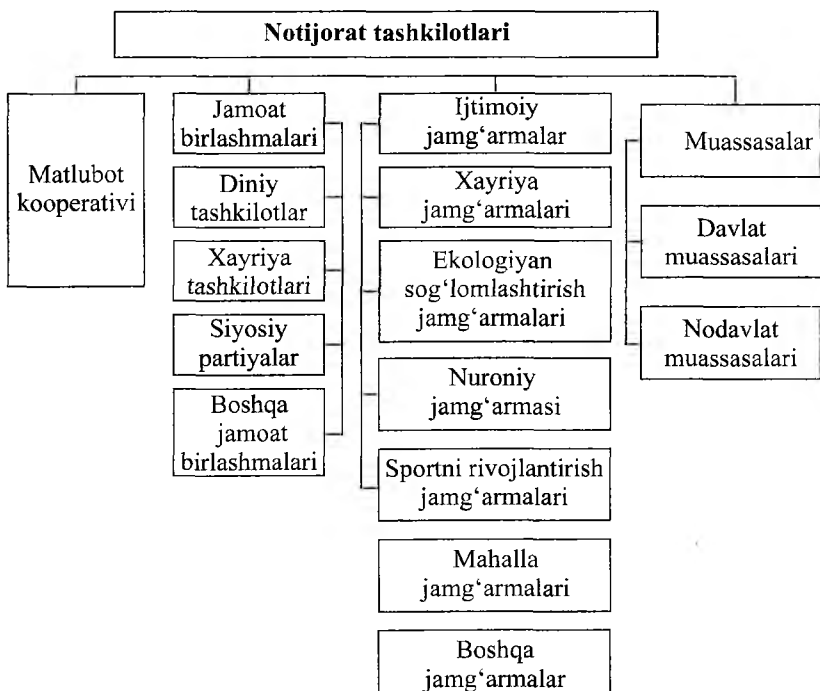 Notijorat tashkilotlari
Matlubot
kooperativi
Jamoat
birlashmalari
Diniy
tashkilotlar
Xayriya
tashkilotlari
Siyosiy
partiyalar
Boshqa
jamoat
birlashmalari
Ijtimoiy
jamg‘armalar
Xayriya
jamg‘armalari
Ekologiyan
sog‘lomlashtirish
jamg‘armalari
Nuroniy
jamg‘armasi
Sportni rivojlantirish
jamg‘armalari
Mahalla
jamg‘armalari
Boshqa
jamg‘armalar
Muassasalar
Davlat
muassasalari
Nodavlat
muassasalari